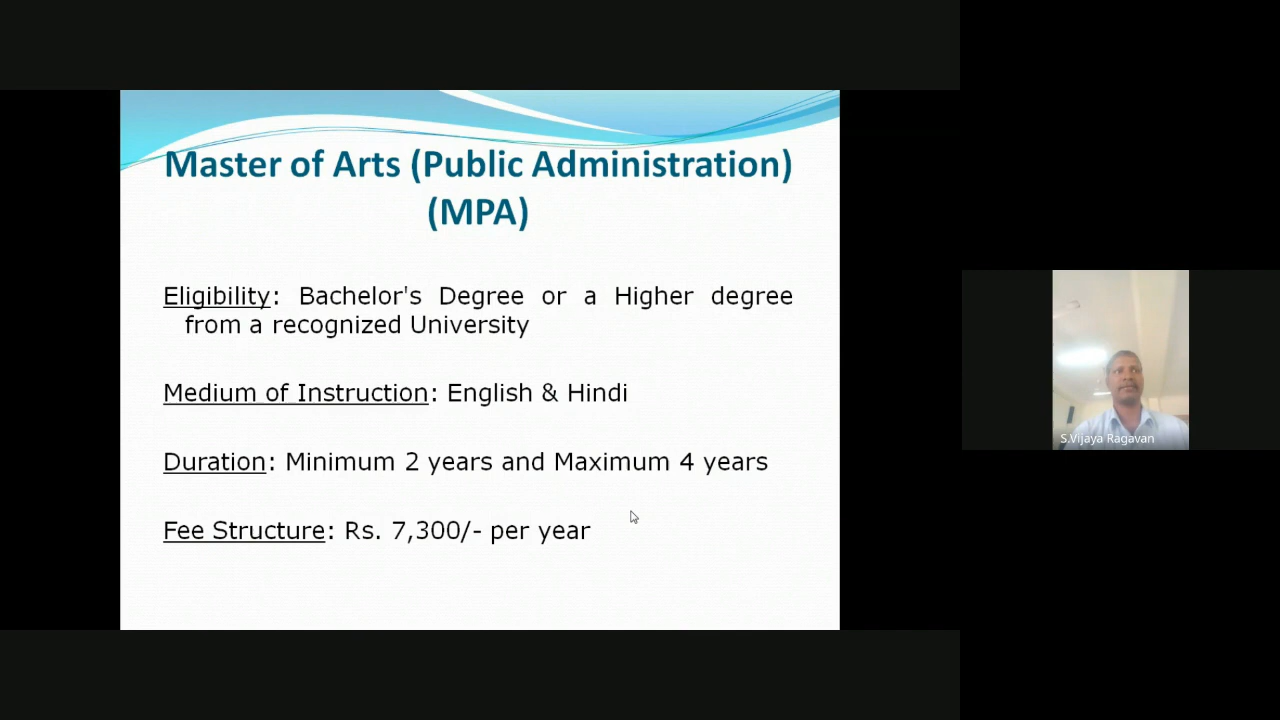 Master of Arts (Public Administration)
(MPA)
Eligibility: Bachelor's Degree or a Higher degree
from a recognized University
Medium of Instruction: English & Hindi
Duration: Minimum 2 years and Maximum 4 years
Fee Structure: Rs. 7,300/- per year
S.Vijaya Ragavan